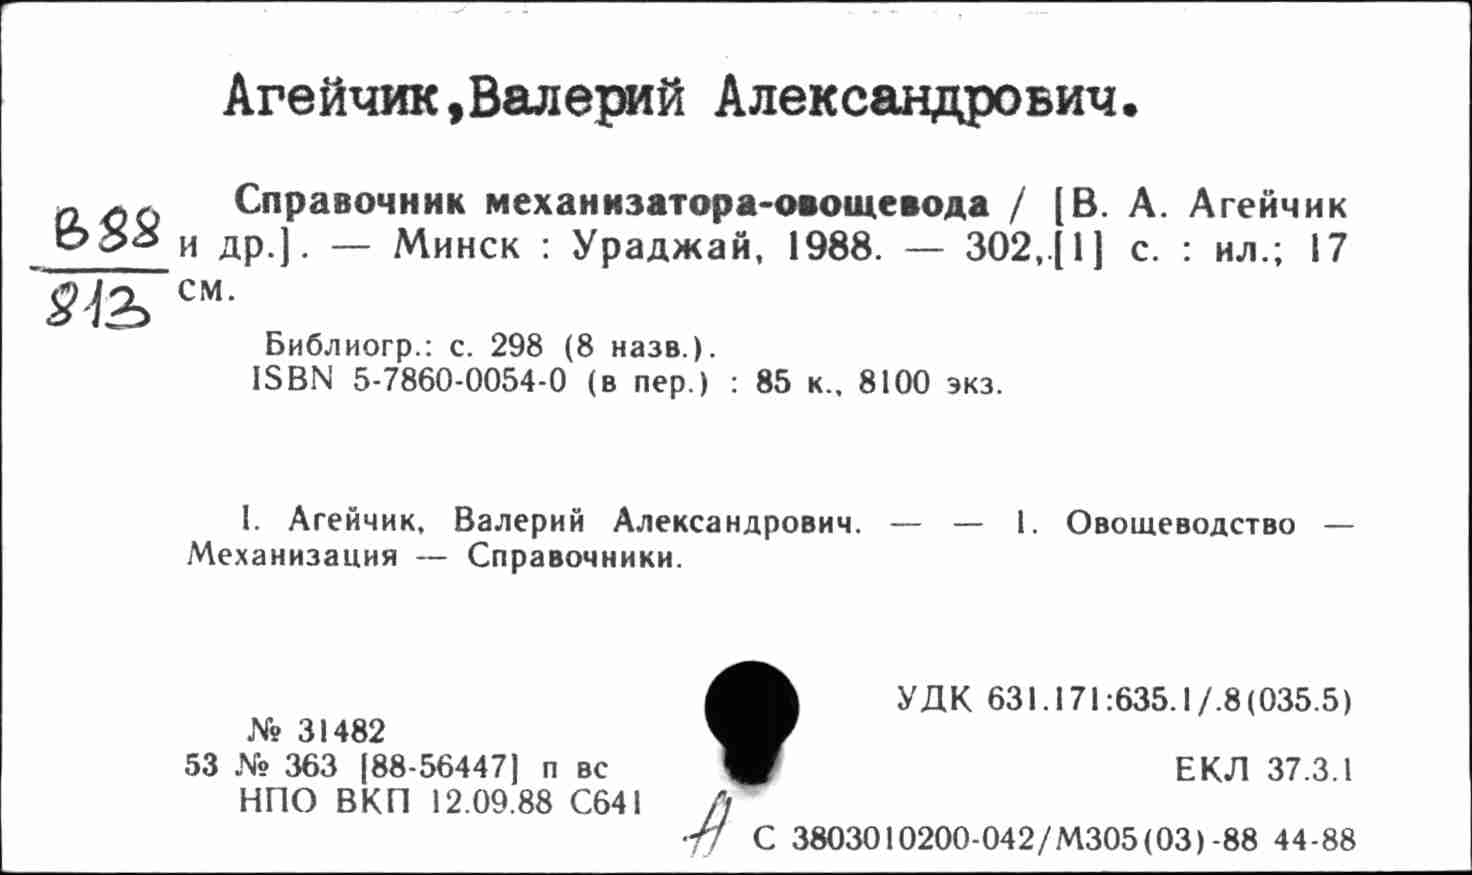 Агейчик,Валерий Александрович.
Справочник механизатора-овощевода / [В. А. Агейчик
В88
и др.]. — Минск : Ураджай, 1988. — 302,.[1] с. : ил.; 17
813
см.
Библиогр.: с. 298 (8 назв.).
ISBN 5-7860-0054-0 (в пер.) : 85 к., 8100 экз.
I. Агейчик, Валерий Александрович. — — 1. Овощеводство —
Механизация — Справочники.
УДК 631.171:635.1/.8(035.5)
№ 31482
53 № 363 [88-56447] п вс
ЕКЛ 37.3.1
НПО ВКП 12.09.88 С641
А
С 3803010200-042/М305(03)-88 44-88